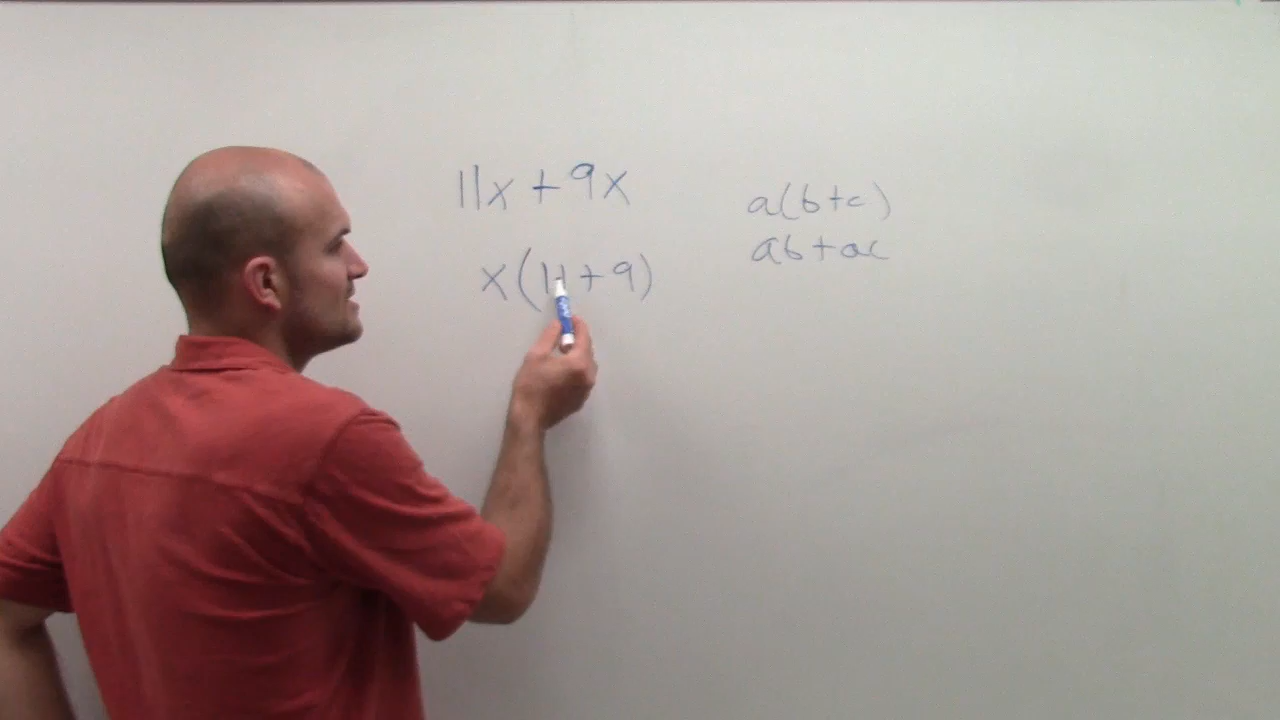 11x + 9x
x(11 + 9)
a(b+c)
ab+ac